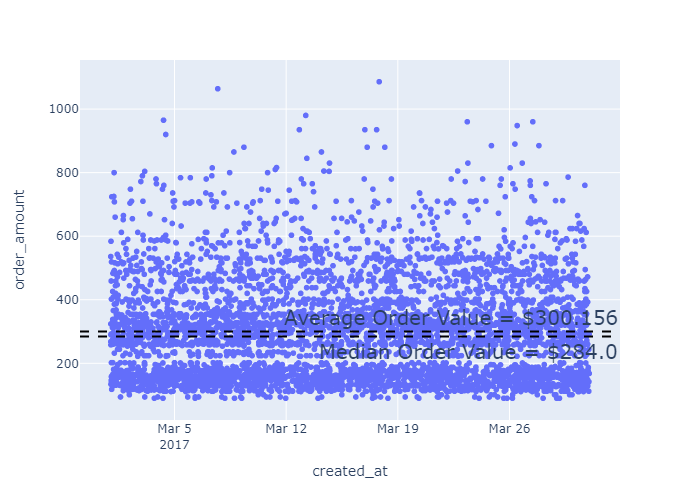 order_amount
1000
800
600
400
200
Average Order Value = $300.156
Median Order Value = $284.0
Mar 5
2017
Mar 12
Mar 19
Mar 26
created_at